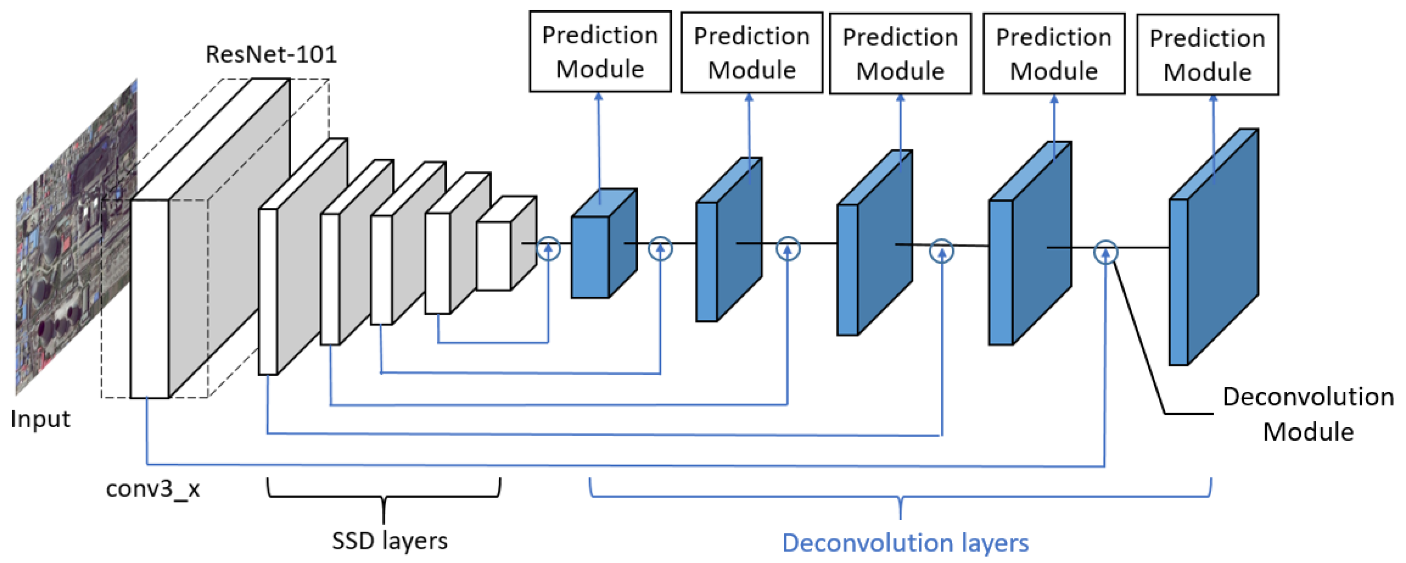 ResNet-101
Prediction
Module
Prediction
Module
Prediction
Module
Prediction
Module
Prediction
Module
Input
conv3_x
SSD layers
Deconvolution layers
Deconvolution
Module